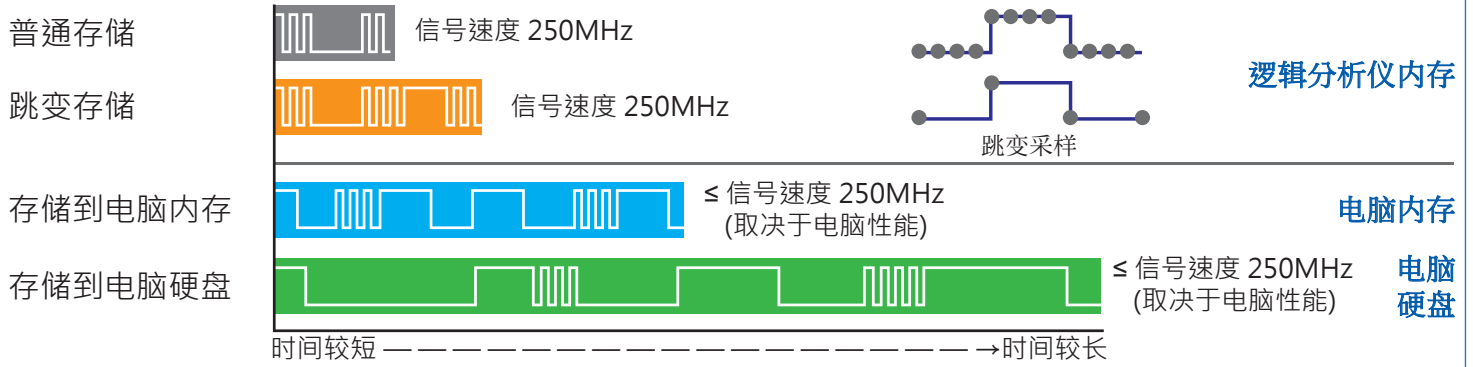 普通存储
信号速度 250MHz
逻辑分析仪内存
跳变存储
信号速度 250MHz
跳变采样
存储到电脑内存
≤ 信号速度 250MHz
(取决于电脑性能)
电脑内存
存储到电脑硬盘
≤ 信号速度 250MHz
(取决于电脑性能)
电脑
硬盘
时间较短 — — — — — — — — — — — — — — — — — — →时间较长